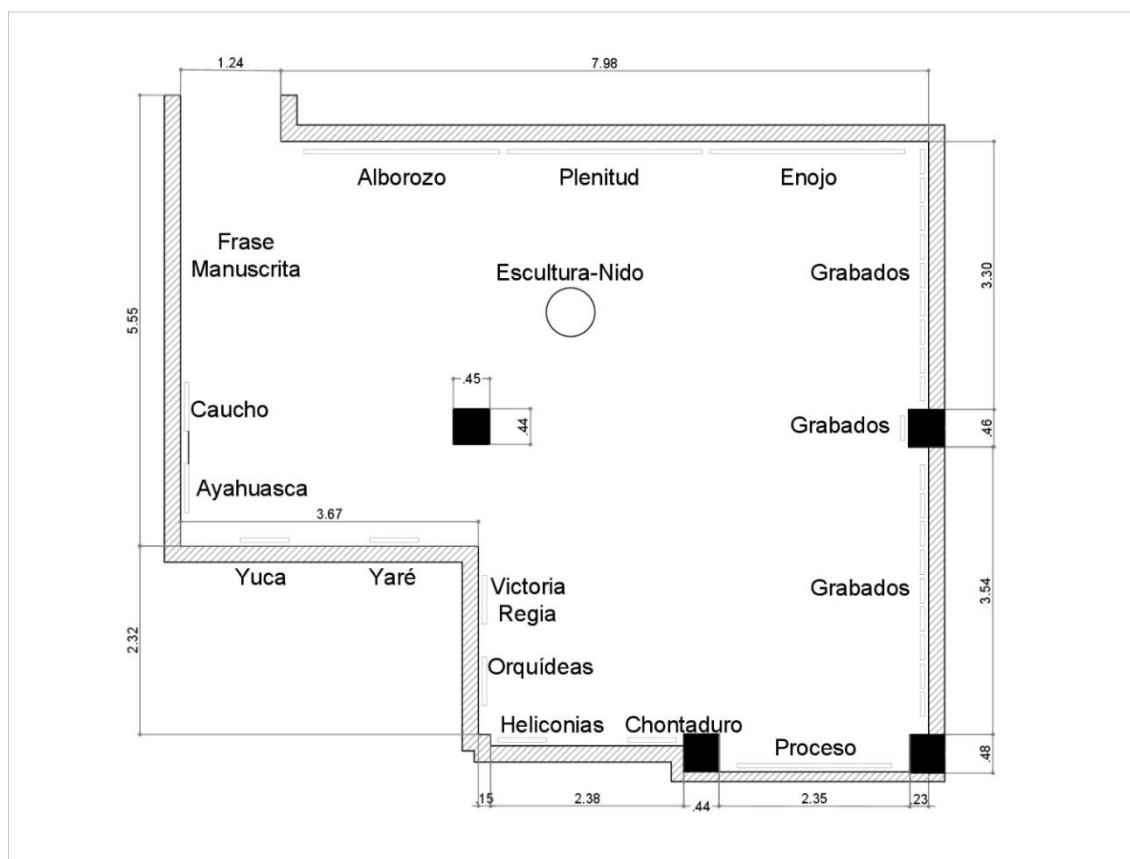 1.24
7.98
Alborozo
Plenitud
Enojo
Frase
Manuscrita
Escultura-Nido
Grabados
3.30
5.55
.45
.44
Caucho
Grabados
.46
Ayahuasca
3.67
Yuca
Yaré
Victoria
Regia
Grabados
3.54
2.32
Orquídeas
Heliconias
Chontaduro
Proceso
.48
.15
2.38
.44
2.35
.23